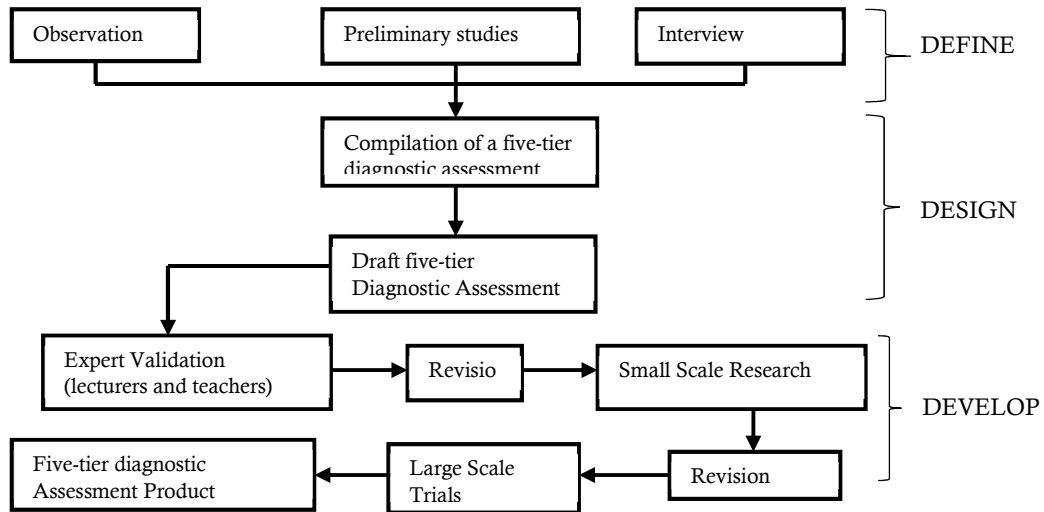 Observation
Preliminary studies
Interview
DEFINE
Compilation of a five-tier
diagnostic assessment
DESIGN
Draft five-tier
Diagnostic Assessment
Expert Validation
(lecturers and teachers)
Revisio
Small Scale Research
DEVELOP
Five-tier diagnostic
Assessment Product
Large Scale
Trials
Revision